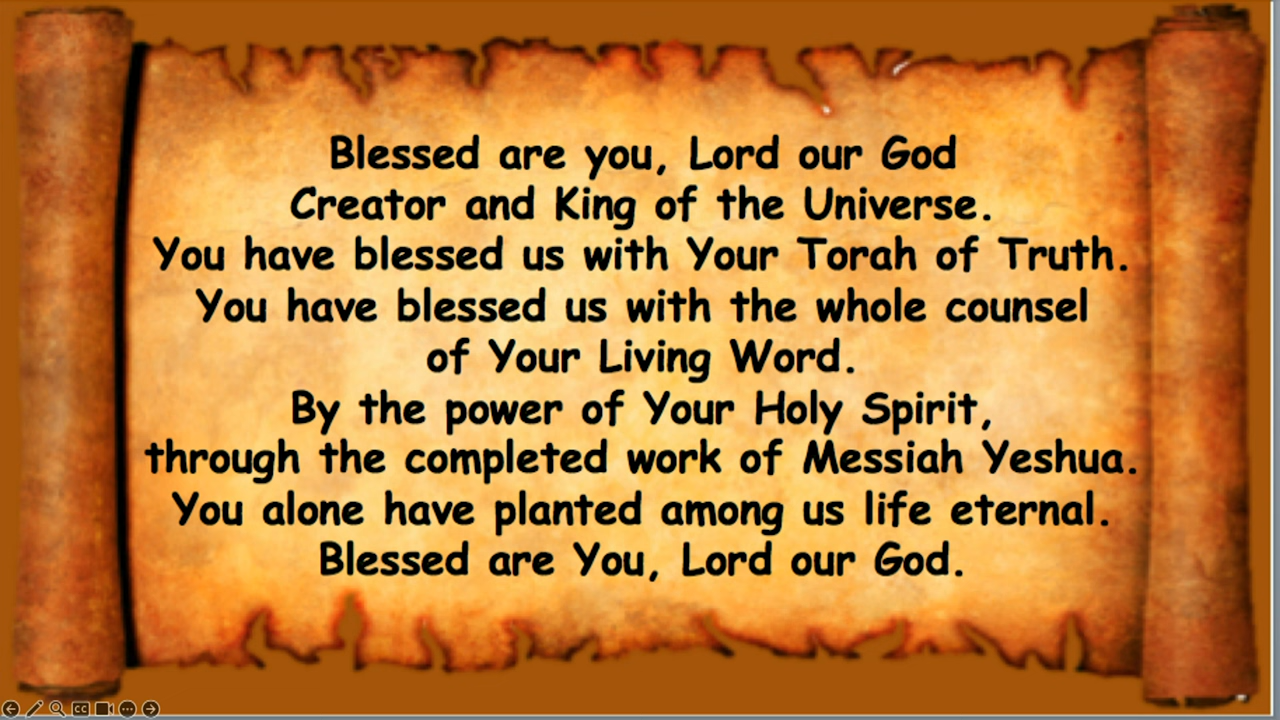 Blessed are you, Lord our God
Creator and King of the Universe.
You have blessed us with Your Torah of Truth.
You have blessed us with the whole counsel
of Your Living Word.
By the power of Your Holy Spirit,
through the completed work of Messiah Yeshua.
You alone have planted among us life eternal.
Blessed are You, Lord our God.
CC